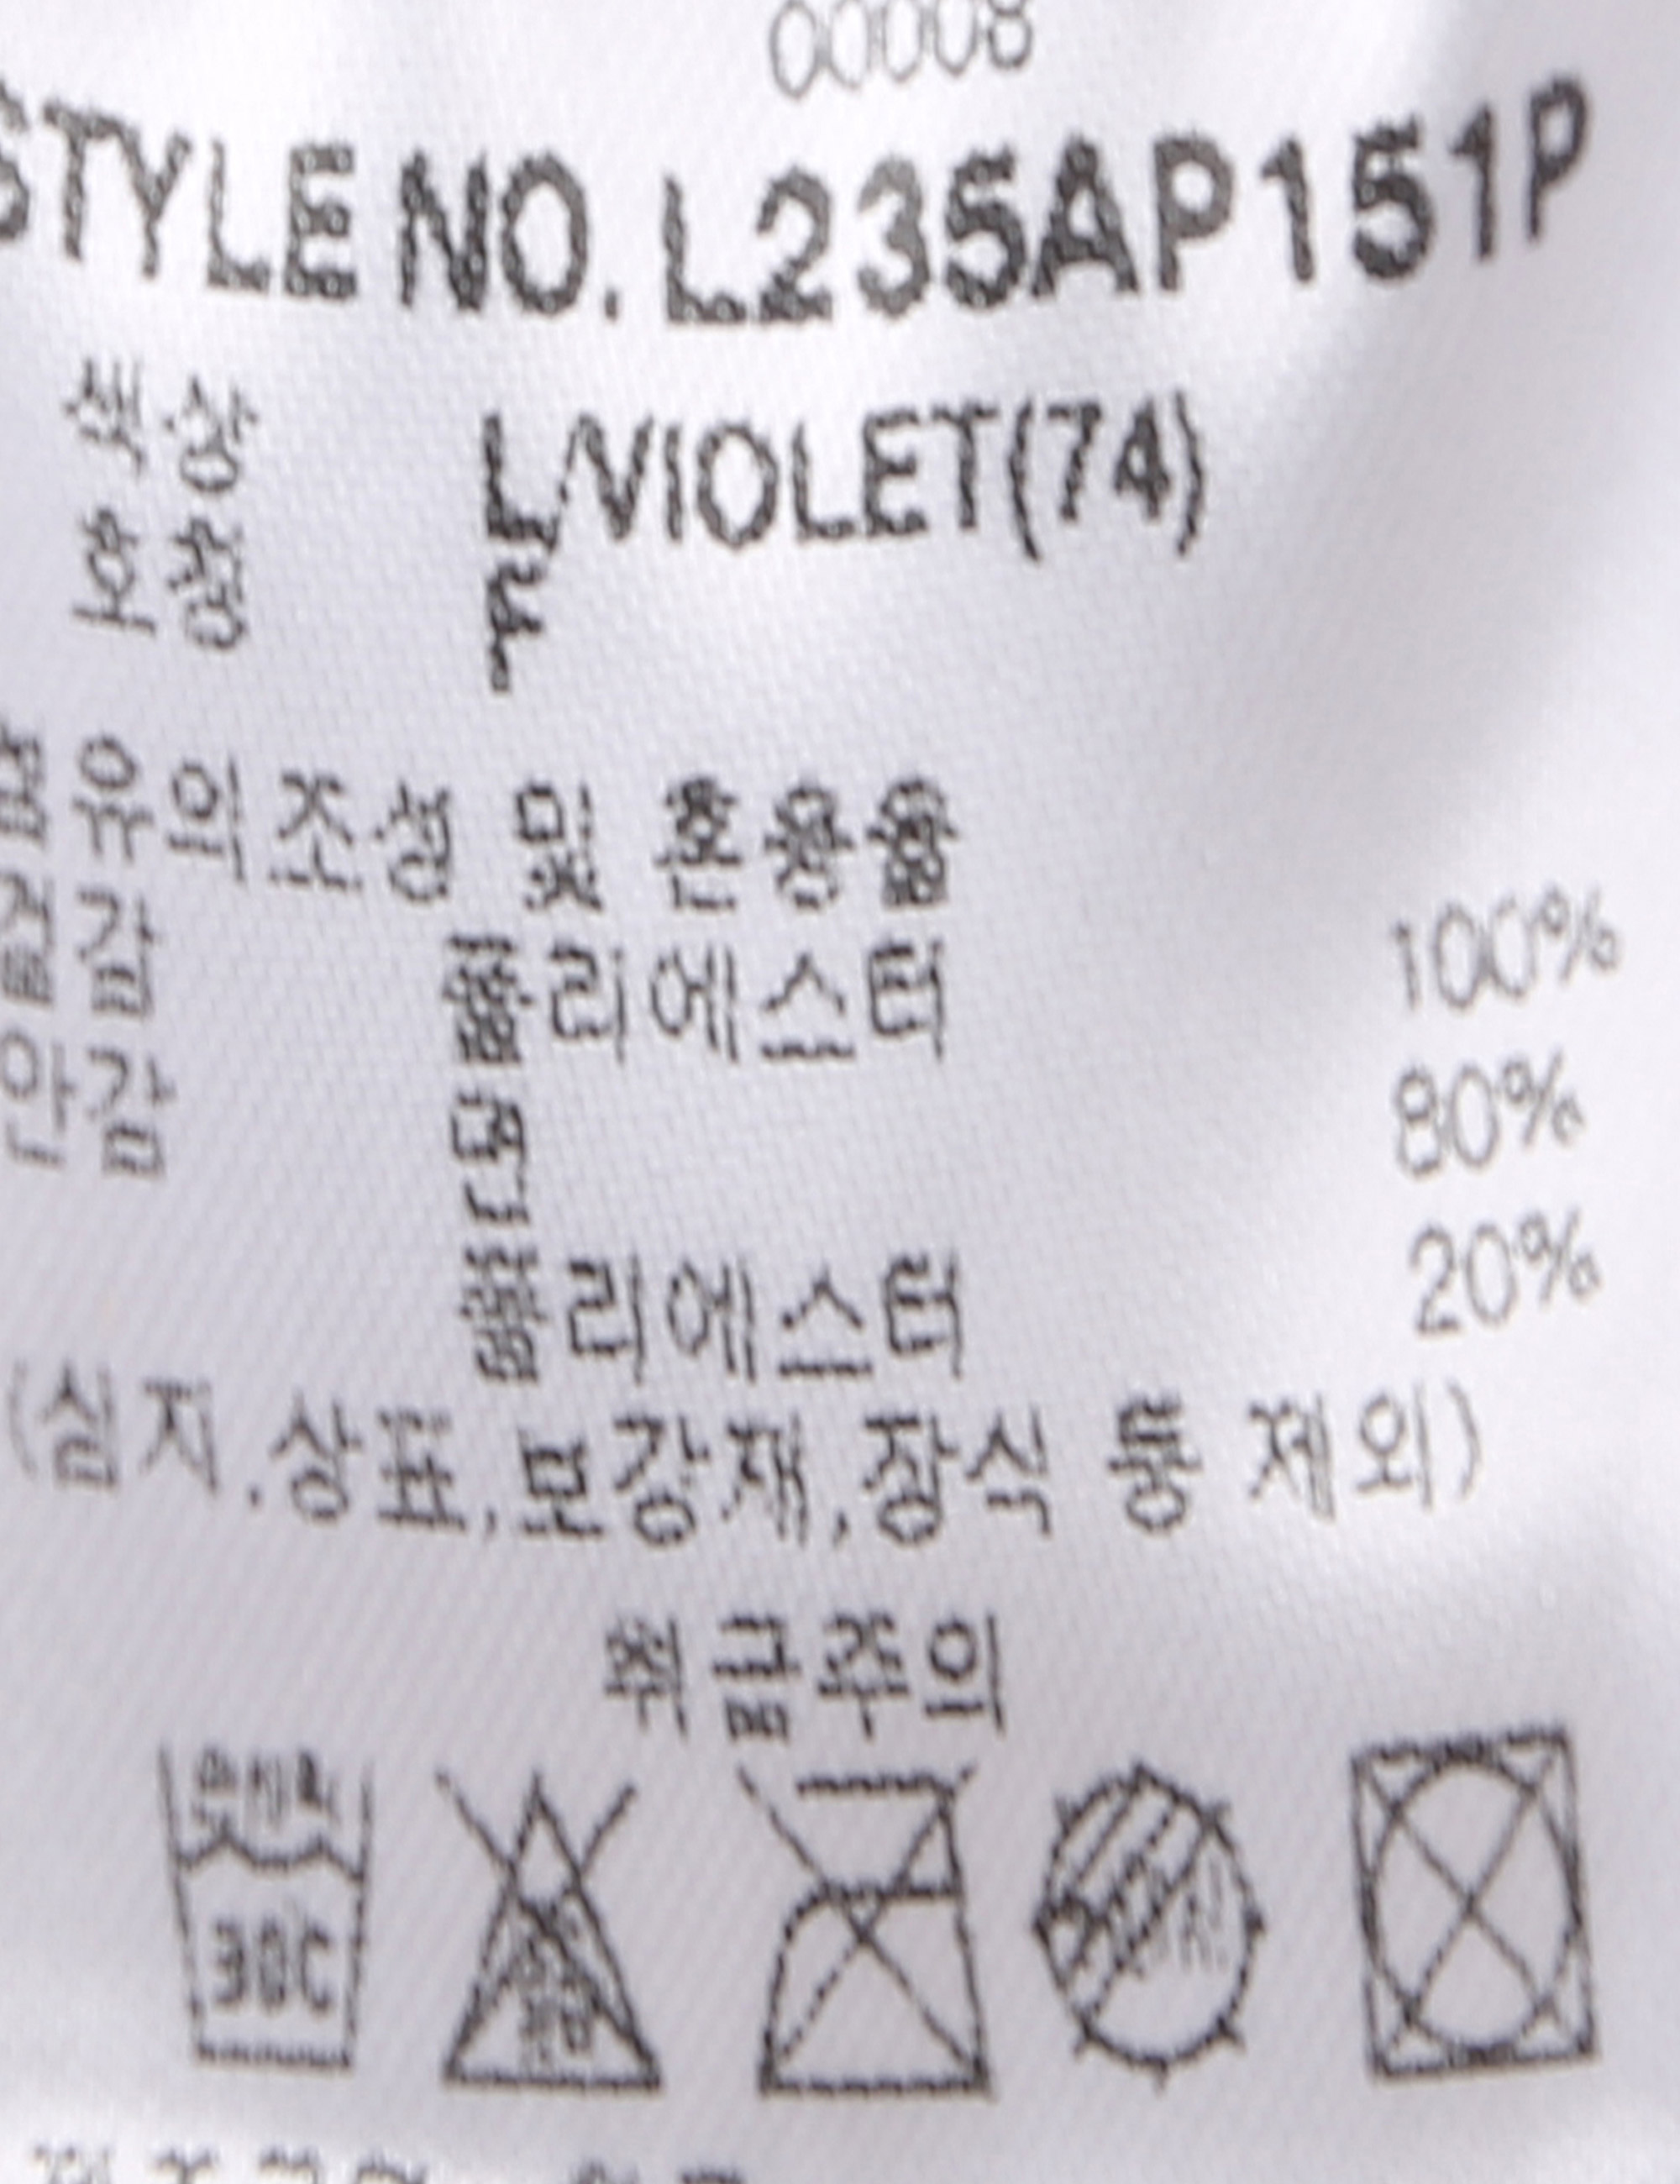 00008
STYLE NO. L235AP151P
색상 L/VIOLET(74)
호칭 F
섬유의조성 및 혼용율
겉감 폴리에스터 100%
안감 면 80%
폴리에스터 20%
(심지.상표,보강재,장식 등 제외)
취급주의
30℃